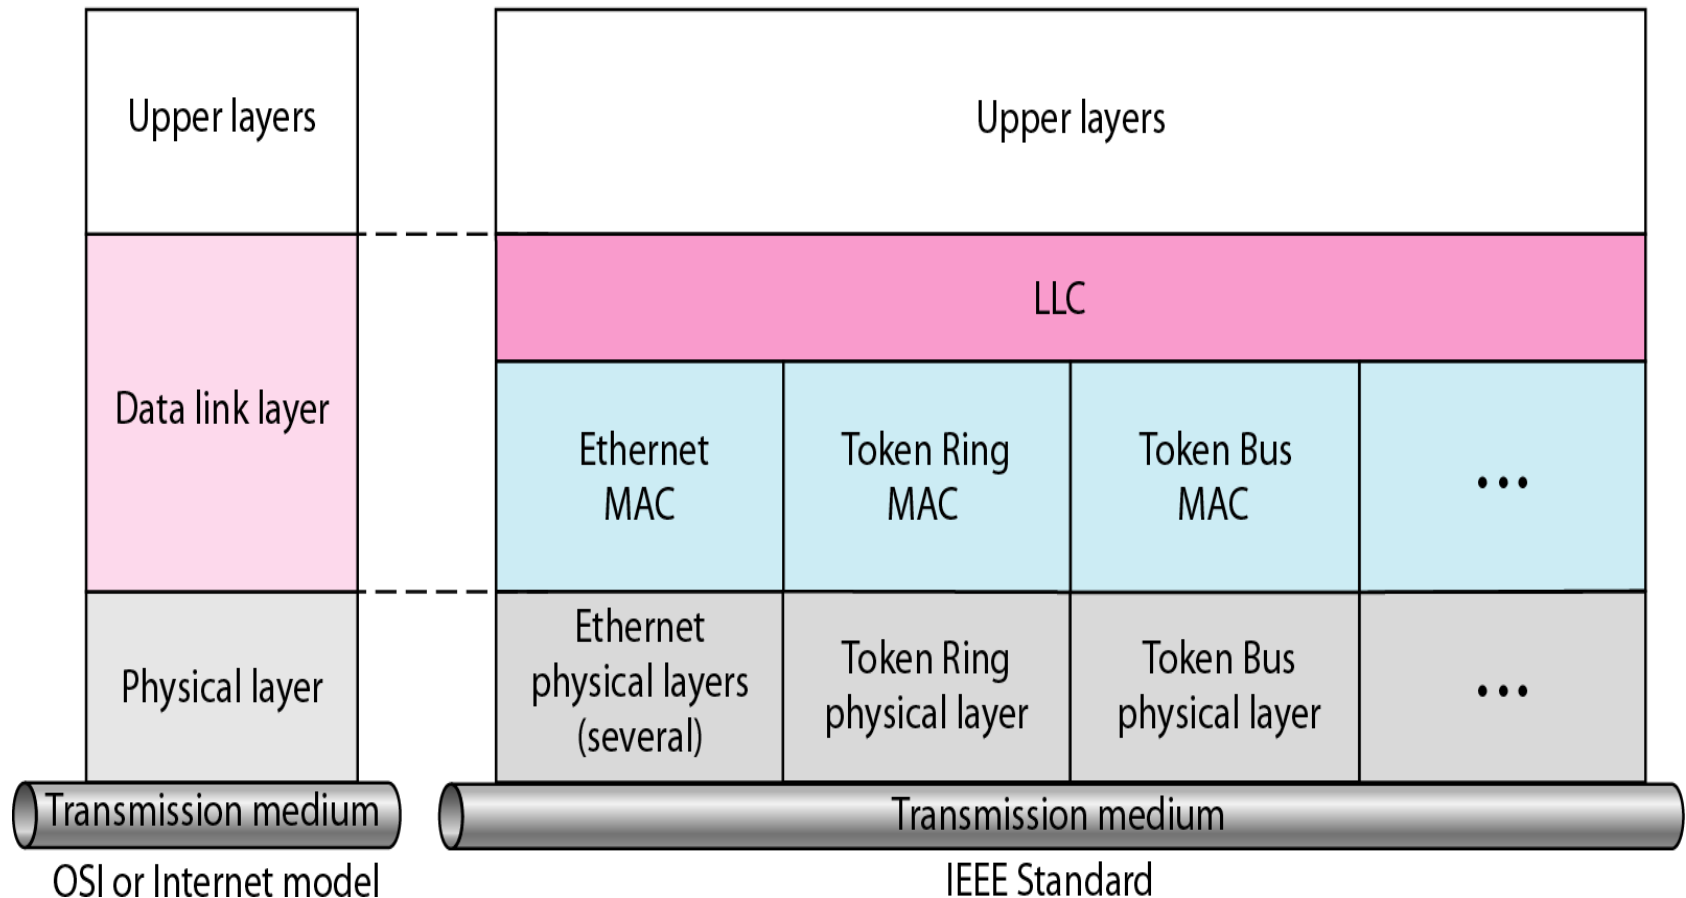 Upper layers
Upper layers
LLC
Data link layer
Ethernet
MAC
Token Ring
MAC
Token Bus
MAC
...
Physical layer
Ethernet
physical layers
(several)
Token Ring
physical layer
Token Bus
physical layer
...
Transmission medium
Transmission medium
OSI or Internet model
IEEE Standard